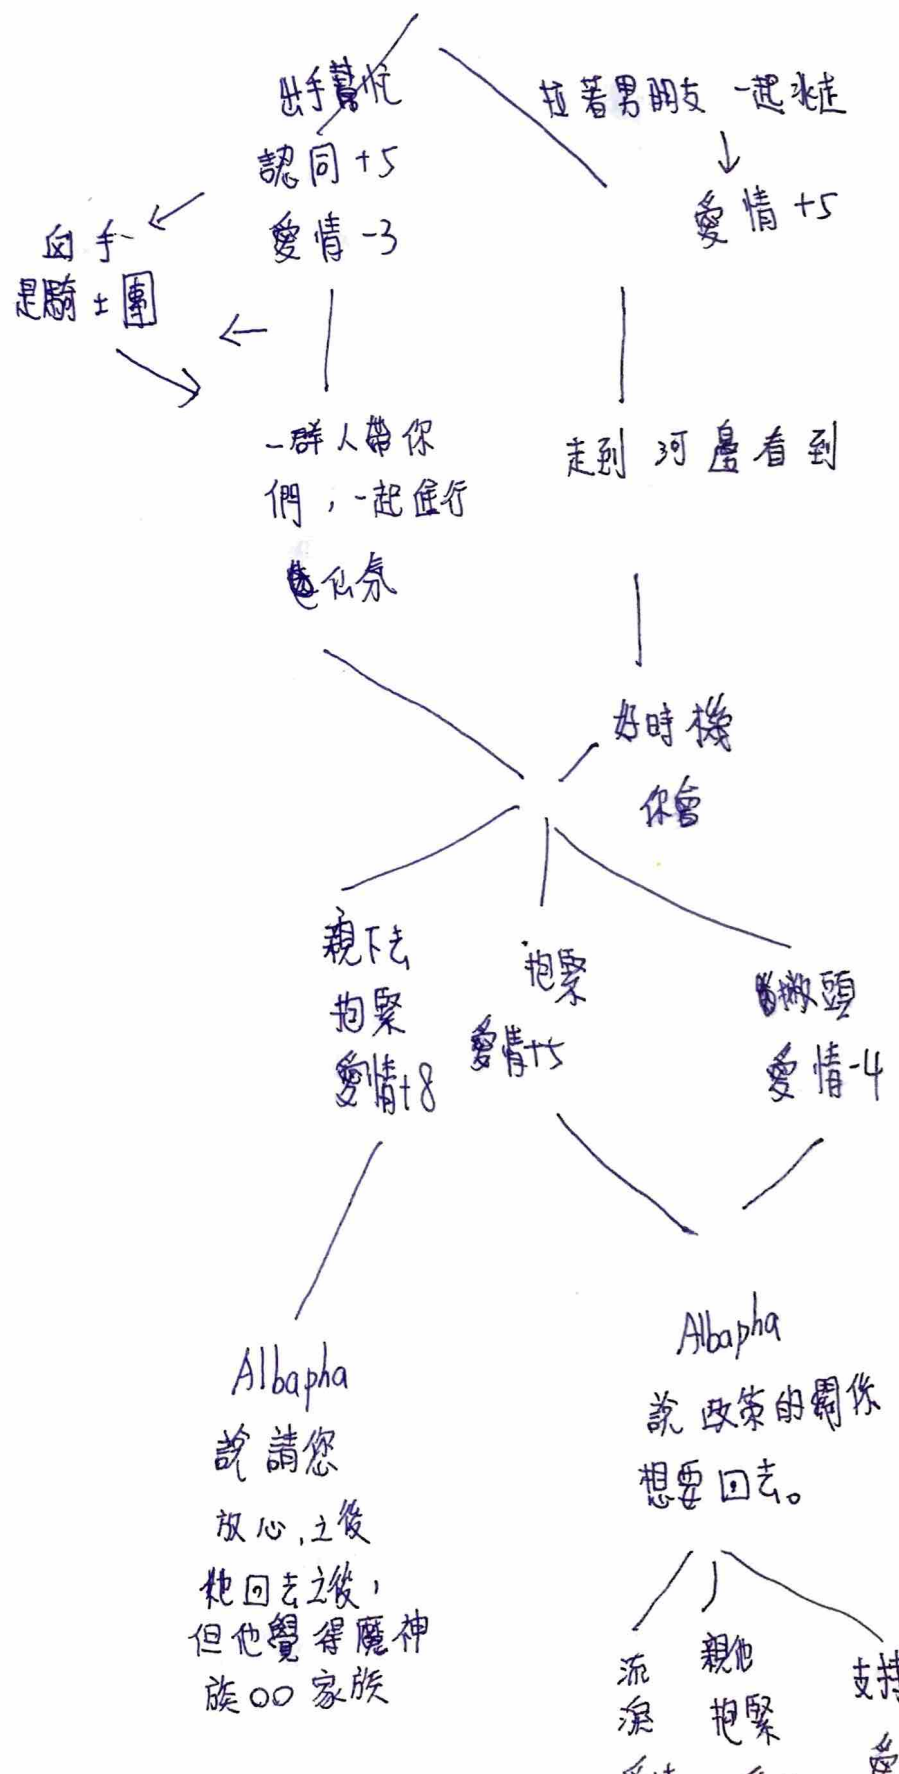 出手幫忙
認同+5
愛情-3
拉著男朋友一起逃走
愛情+5
凶手
是騎士團
一群人帶你
們，一起進行
走到河邊看到
好時機
你會
親下去
抱緊
愛情+8
抱緊
愛情+5
撇頭
愛情-4
Albapha
說請您
放心，之後
她回去之後，
但他覺得魔神
族○○家族
Albapha
說政策的關係
想要回去。
流
淚
親他
抱緊
支持